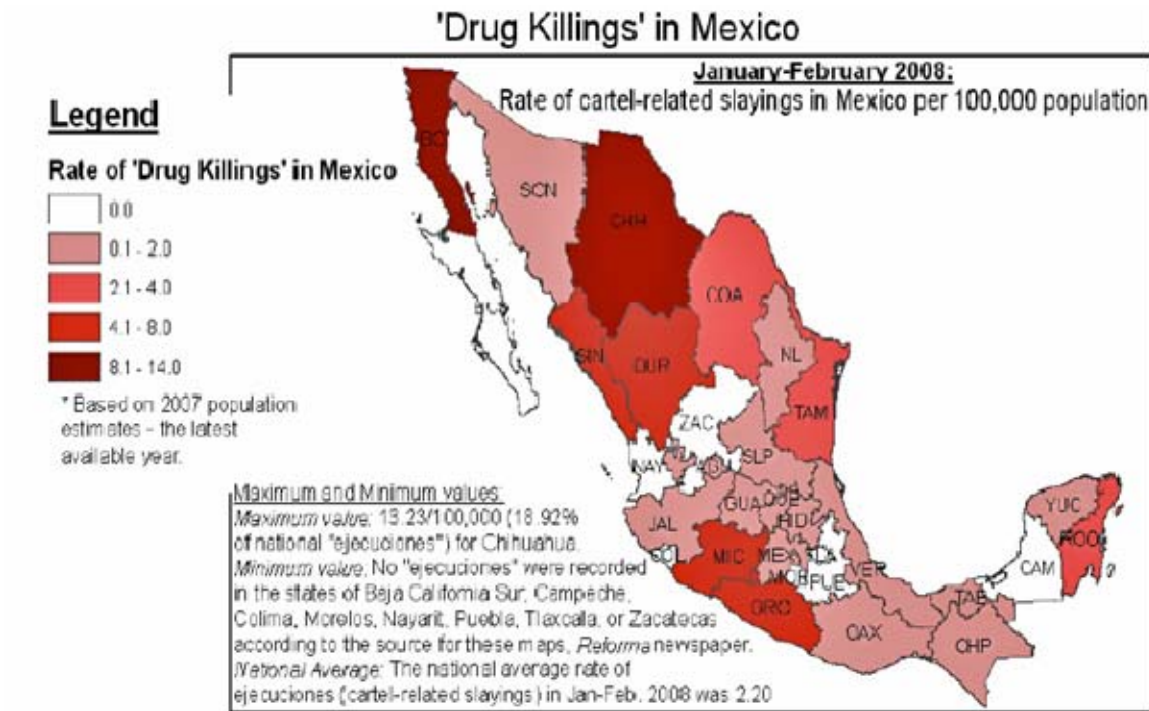 'Drug Killings' in Mexico
January-February 2008:
Rate of cartel-related slayings in Mexico per 100,000 population
Legend
Rate of 'Drug Killings' in Mexico
0.0
0.1 - 2.0
2.1 - 4.0
4.1 - 8.0
8.1 - 14.0
* Based on 2007 population
estimates - the latest
available year.
BC
SCN
CHH
COA
BCS
SIN
DUR
NL
TAM
ZAC
NAY
AGU
SLP
GUA
QUE
HID
JAL
COL
MIC
MEX
TLA
MOR
PUE
VER
GRO
OAX
TAB
CHP
CAM
YUC
ROO
Maximum and Minimum values:
Maximum value: 13.23/100,000 (18.92%
of national "ejecuciones") for Chihuahua.
Minimum value: No "ejecuciones" were recorded
in the states of Baja California Sur, Campeche,
Colima, Morelos, Nayarit, Puebla, Tlaxcalla, or Zacatecas
according to the source for these maps, Reforma newspaper.
National Average: The national average rate of
ejecuciones (cartel-related slayings) in Jan-Feb. 2008 was 2.20